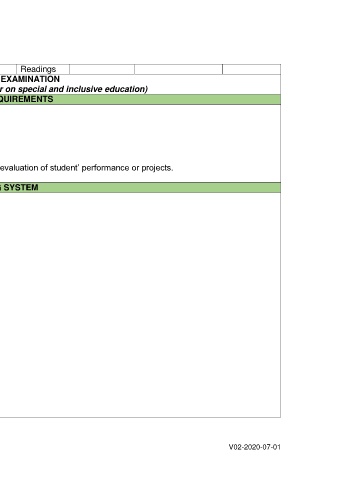 Readings
EXAMINATION
r on special and inclusive education)
QUIREMENTS
evaluation of student' performance or projects.
SYSTEM
V02-2020-07-01